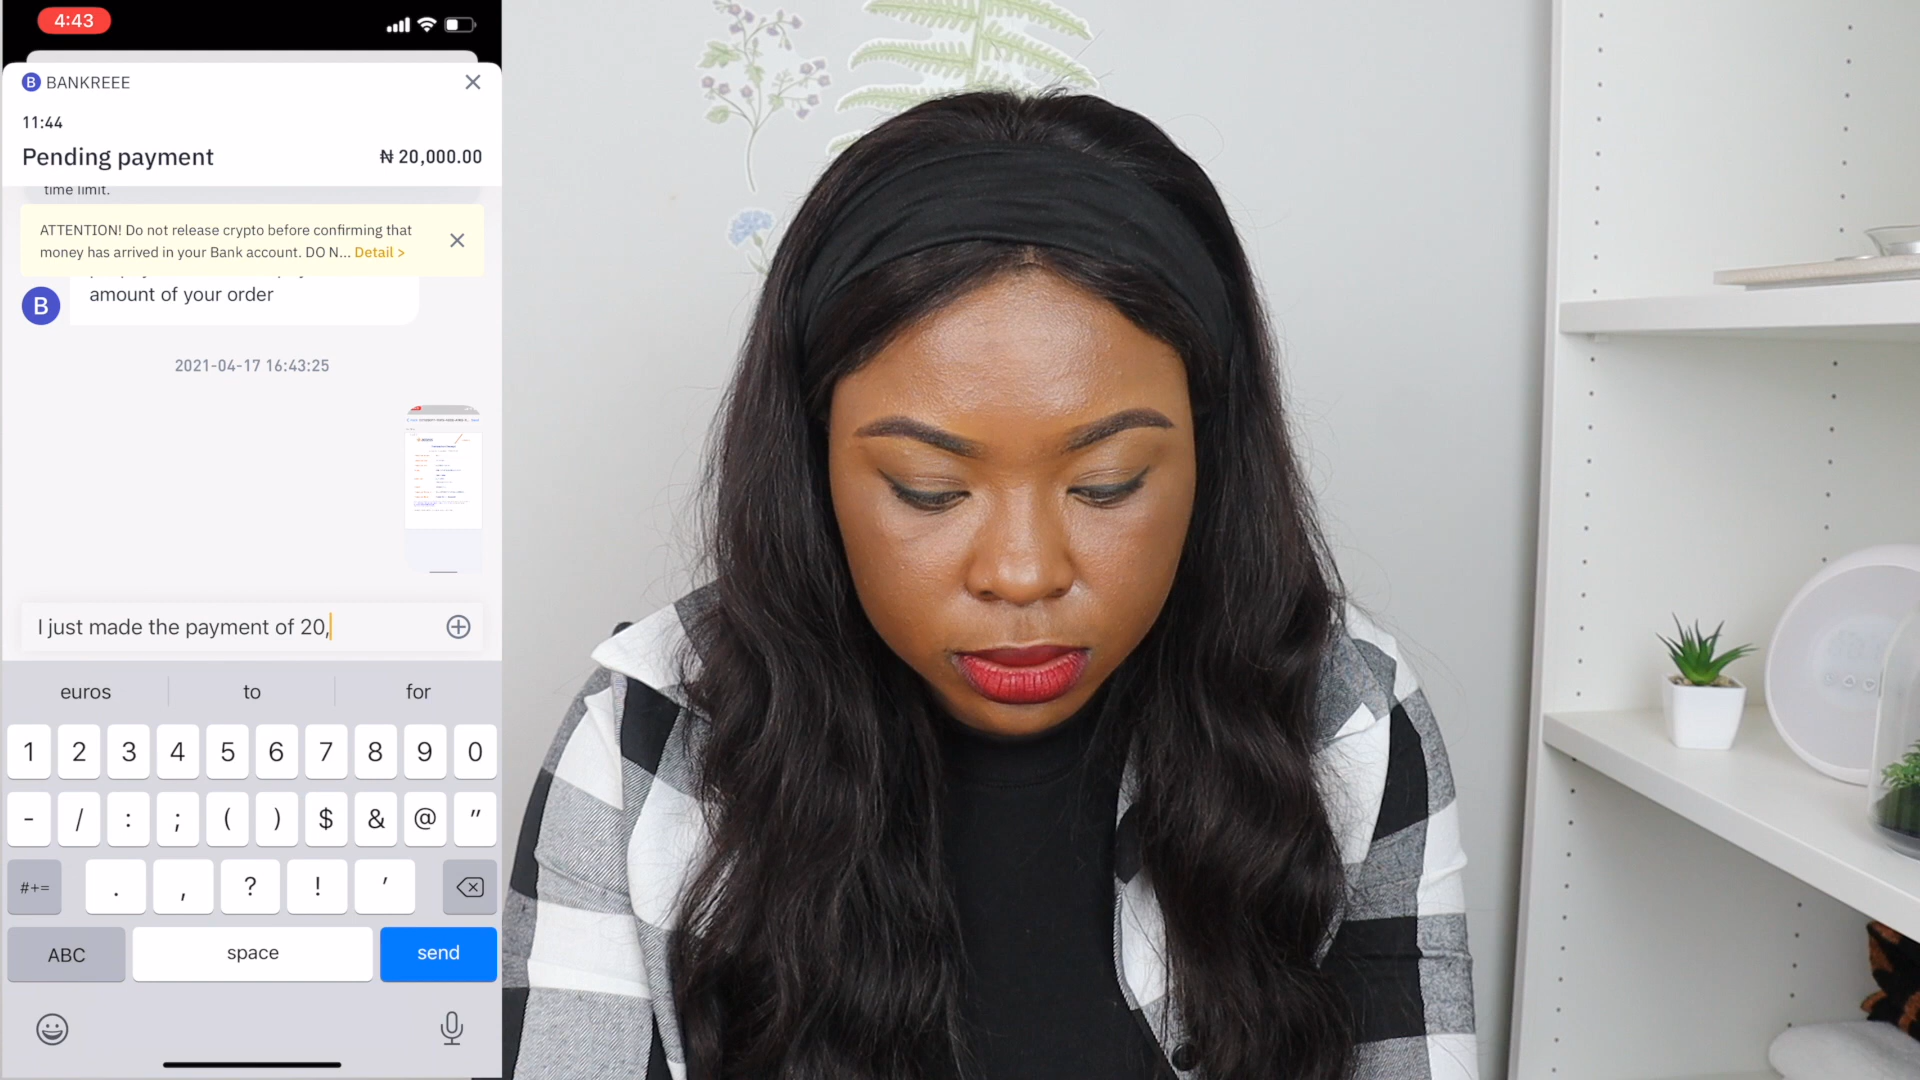 4:43
B BANKREEE
11:44
Pending payment ₦ 20,000.00
time limit.
ATTENTION! Do not release crypto before confirming that
money has arrived in your Bank account. DO N... Detail >
amount of your order
B
2021-04-17 16:43:25
I just made the payment of 20,
euros to for
1 2 3 4 5 6 7 8 9 0
- / : ; ( ) $ & @ "
#+= . , ? ! '
ABC space send